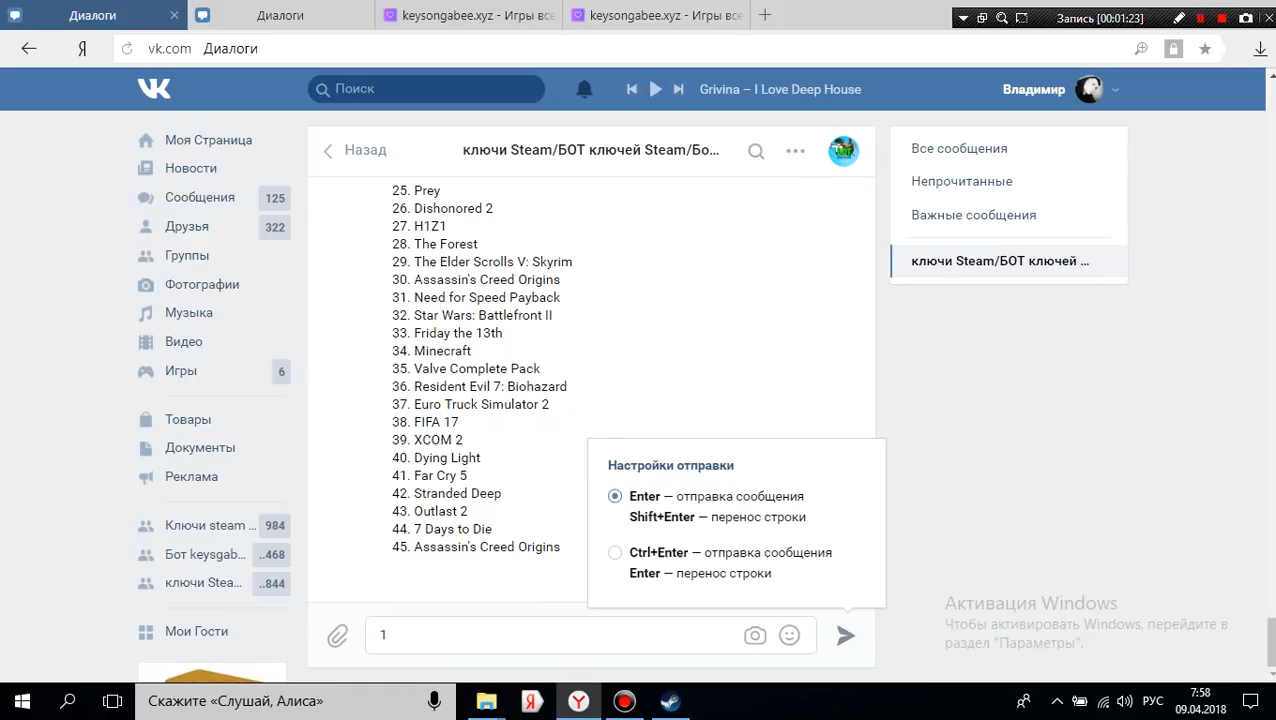 Диалоги
Диалоги
keysongabee.xyz - Игры все
keysongabee.xyz - Игры все
Запись [00:01:23]
Я
vk.com Диалоги
Поиск
Grivina – I Love Deep House
Владимир
Моя Страница
Новости
Сообщения 125
Друзья 322
Группы
Фотографии
Музыка
Видео
Игры 6
Товары
Документы
Реклама
Ключи steam ... 984
Бот keysgab... ..468
ключи Stea... ..844
Мои Гости
Назад
ключи Steam/БОТ ключей Steam/Бо...
25. Prey
26. Dishonored 2
27. H1Z1
28. The Forest
29. The Elder Scrolls V: Skyrim
30. Assassin's Creed Origins
31. Need for Speed Payback
32. Star Wars: Battlefront II
33. Friday the 13th
34. Minecraft
35. Valve Complete Pack
36. Resident Evil 7: Biohazard
37. Euro Truck Simulator 2
38. FIFA 17
39. XCOM 2
40. Dying Light
41. Far Cry 5
42. Stranded Deep
43. Outlast 2
44. 7 Days to Die
45. Assassin's Creed Origins
Настройки отправки
Enter — отправка сообщения
Shift+Enter — перенос строки
Ctrl+Enter — отправка сообщения
Enter — перенос строки
1
Все сообщения
Непрочитанные
Важные сообщения
ключи Steam/БОТ ключей ...
Активация Windows
Чтобы активировать Windows, перейдите в
раздел "Параметры".
Скажите «Слушай, Алиса»
Я
Y
РУС
7:58
09.04.2018